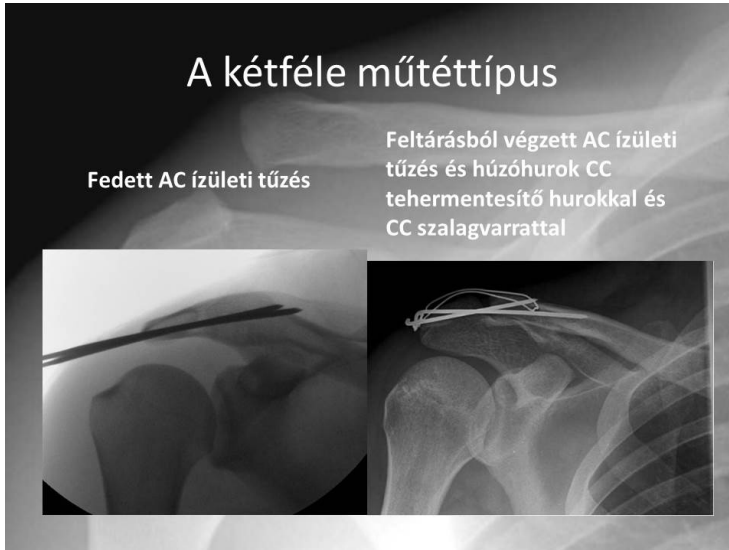 A kétféle műtéttípus
Fedett AC ízületi tűzés
Feltárásból végzett AC ízületi
tűzés és húzóhurok CC
tehermentesítő hurokkal és
CC szalagvarrattal